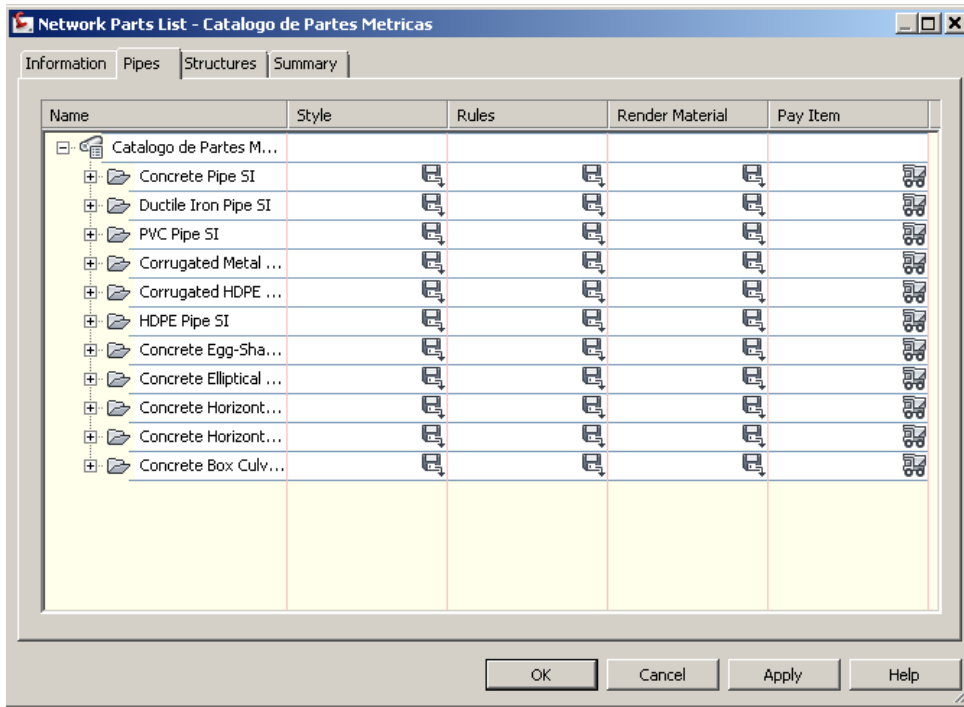 Network Parts List - Catalogo de Partes Metricas
Information Pipes Structures Summary
Name Style Rules Render Material Pay Item
Catalogo de Partes M...
Concrete Pipe SI
Ductile Iron Pipe SI
PVC Pipe SI
Corrugated Metal ...
Corrugated HDPE ...
HDPE Pipe SI
Concrete Egg-Sha...
Concrete Elliptical ...
Concrete Horizont...
Concrete Horizont...
Concrete Box Culv...
OK Cancel Apply Help